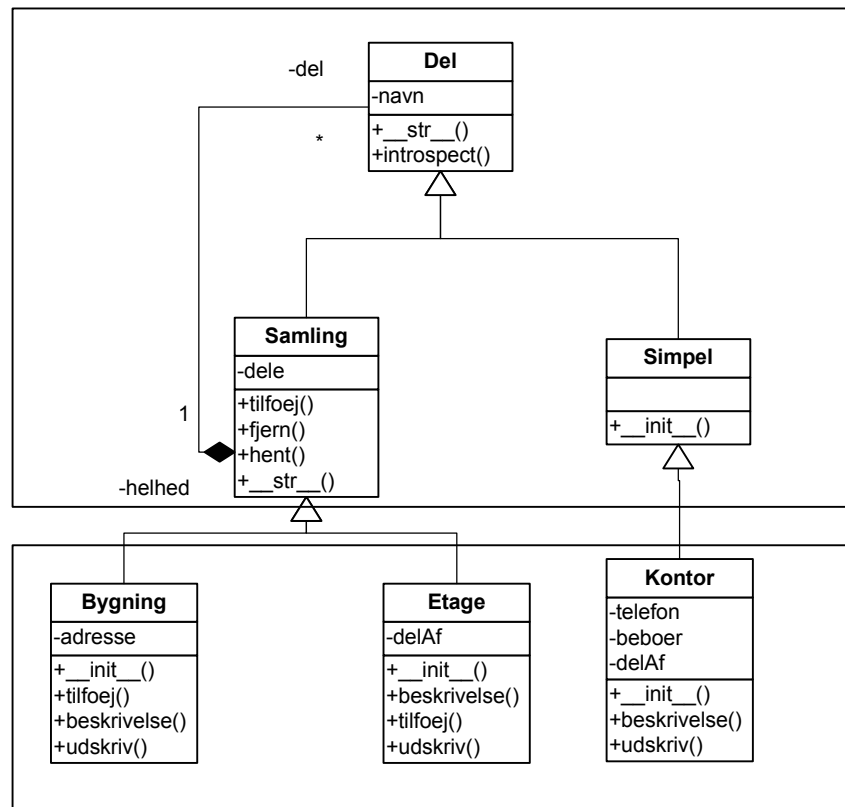 Del
-del
-navn
*
+__str__()
+introspect()
Samling
-dele
+tilfoej()
+fjern()
+hent()
+__str__()
1
-helhed
Simpel
+__init__()
Bygning
-adresse
+__init__()
+tilfoej()
+beskrivelse()
+udskriv()
Etage
-delAf
+__init__()
+beskrivelse()
+tilfoej()
+udskriv()
Kontor
-telefon
-beboer
-delAf
+__init__()
+beskrivelse()
+udskriv()